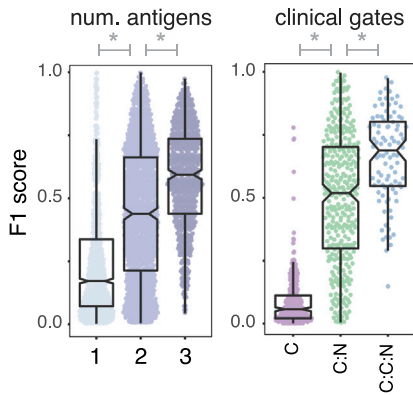 num. antigens
clinical gates
* *
* *
F1 score
1.0
0.5
0.0
1 2 3
1.0
0.5
0.0
C C:N C:C:N